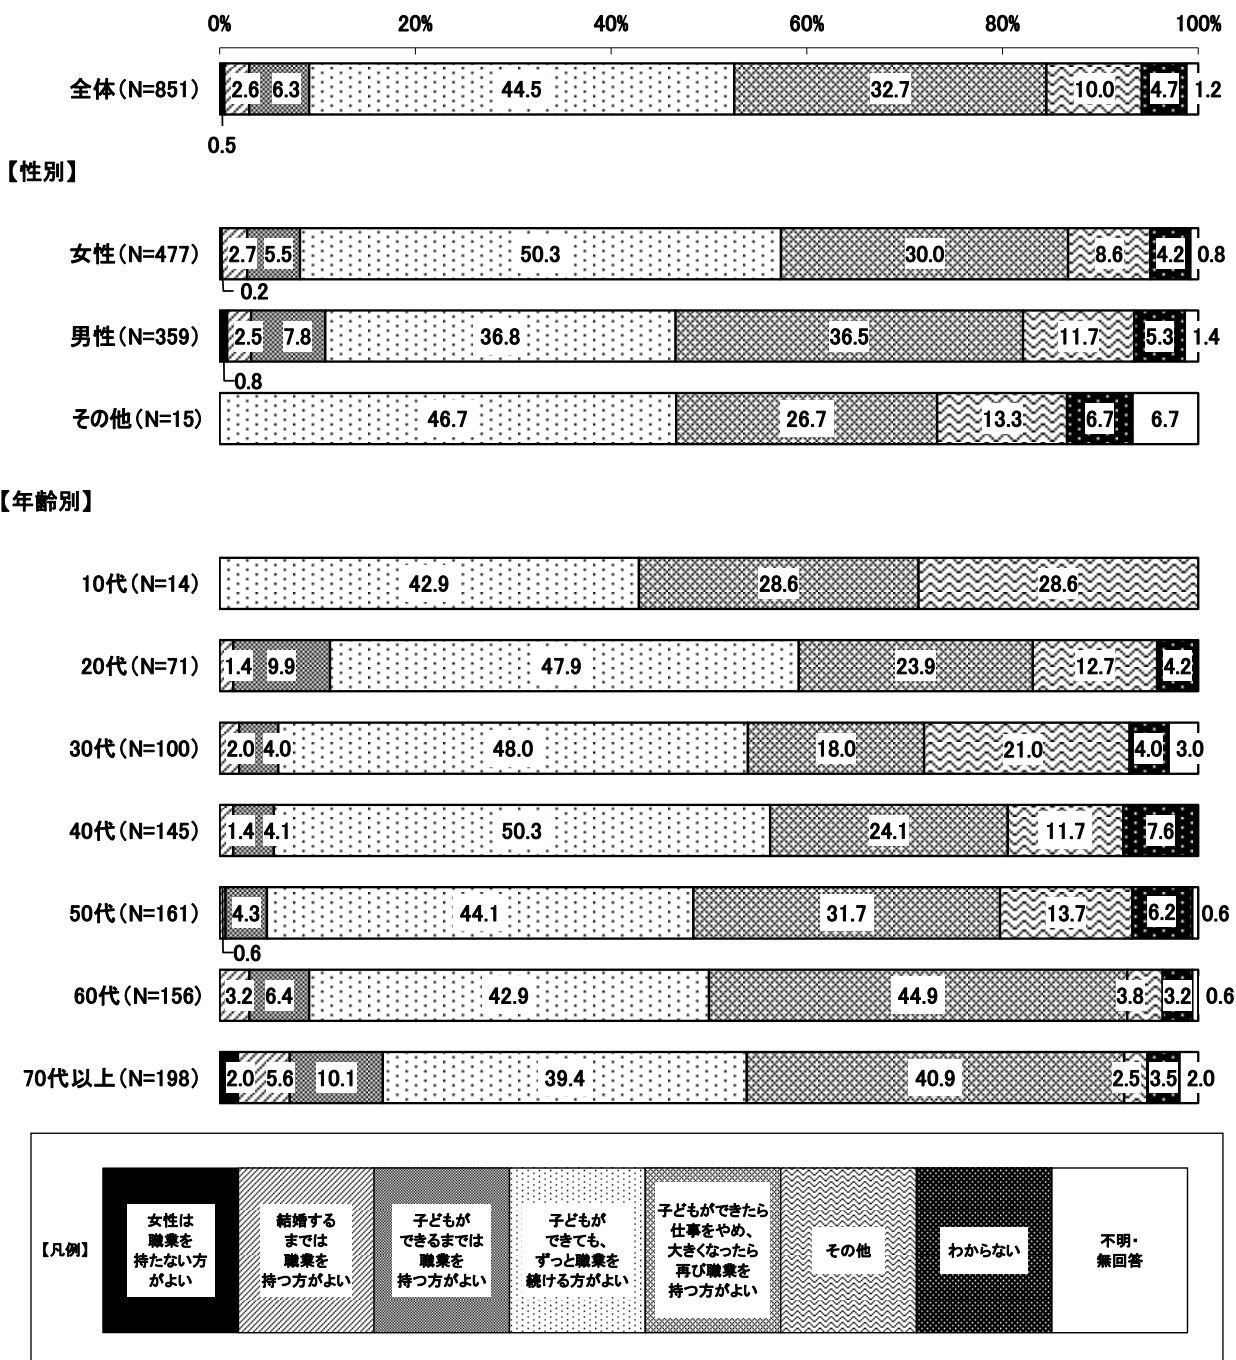 0% 20% 40% 60% 80% 100%
全体(N=851) 2.6 6.3 44.5 32.7 10.0 4.7 1.2
0.5
【性別】
女性(N=477) 2.7 5.5 50.3 30.0 8.6 4.2 0.8
0.2
男性(N=359) 2.5 7.8 36.8 36.5 11.7 5.3 1.4
0.8
その他(N=15) 46.7 26.7 13.3 6.7 6.7
【年齢別】
10代(N=14) 42.9 28.6 28.6
20代(N=71) 1.4 9.9 47.9 23.9 12.7 4.2
30代(N=100) 2.0 4.0 48.0 18.0 21.0 4.0 3.0
40代(N=145) 1.4 4.1 50.3 24.1 11.7 7.6
50代(N=161) 4.3 44.1 31.7 13.7 6.2 0.6
0.6
60代(N=156) 3.2 6.4 42.9 44.9 3.8 3.2 0.6
70代以上(N=198) 2.0 5.6 10.1 39.4 40.9 2.5 3.5 2.0
【凡例】
女性は
職業を
持たない方
がよい
結婚する
までは
職業を
持つ方がよい
子どもが
できるまでは
職業を
持つ方がよい
子どもが
できても、
ずっと職業を
続ける方がよい
子どもができたら
仕事をやめ、
大きくなったら
再び職業を
持つ方がよい
その他
わからない
不明・
無回答